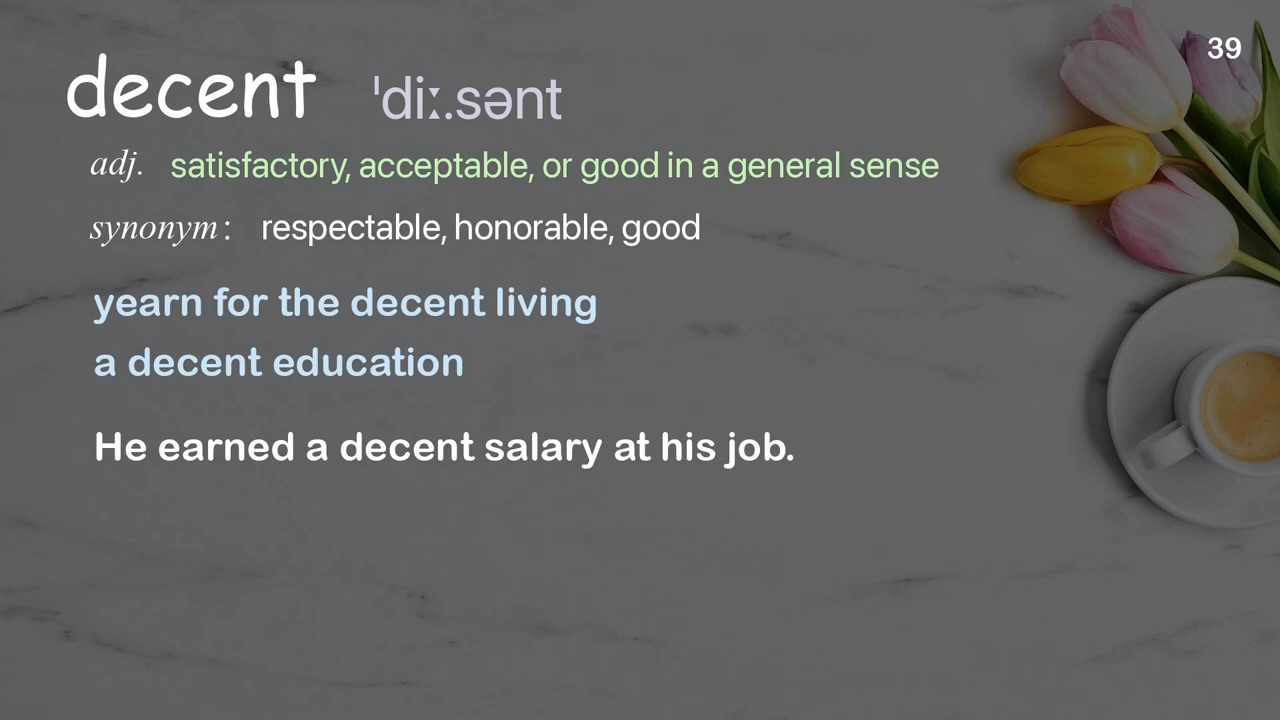 39
decent ˈdiː.sənt
adj. satisfactory, acceptable, or good in a general sense
synonym : respectable, honorable, good
yearn for the decent living
a decent education
He earned a decent salary at his job.